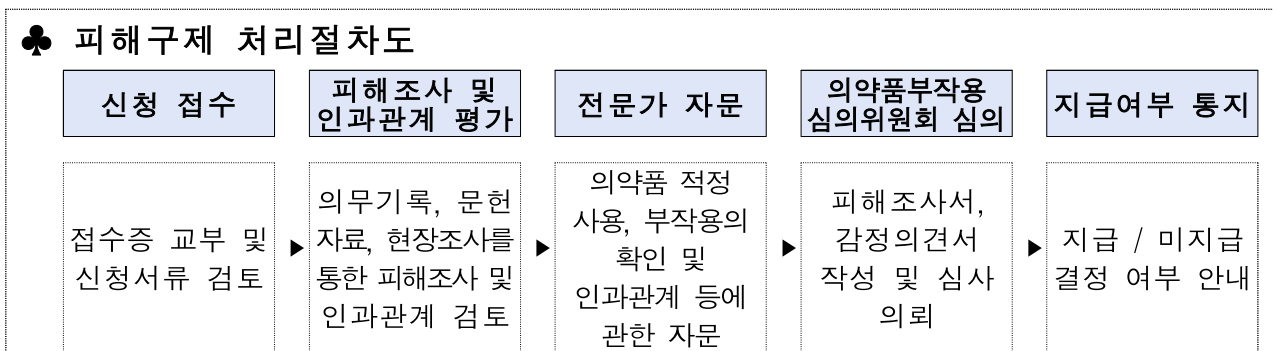 ♣ 피해구제 처리절차도
신청 접수
피해조사 및
인과관계 평가
전문가 자문
의약품부작용
심의위원회 심의
지급여부 통지
접수증 교부 및
신청서류 검토
▶
의무기록, 문헌
자료, 현장조사를
통한 피해조사 및
인과관계 검토
▶
의약품 적정
사용, 부작용의
확인 및
인과관계 등에
관한 자문
▶
피해조사서,
감정의견서
작성 및 심사
의뢰
▶
지급 / 미지급
결정 여부 안내